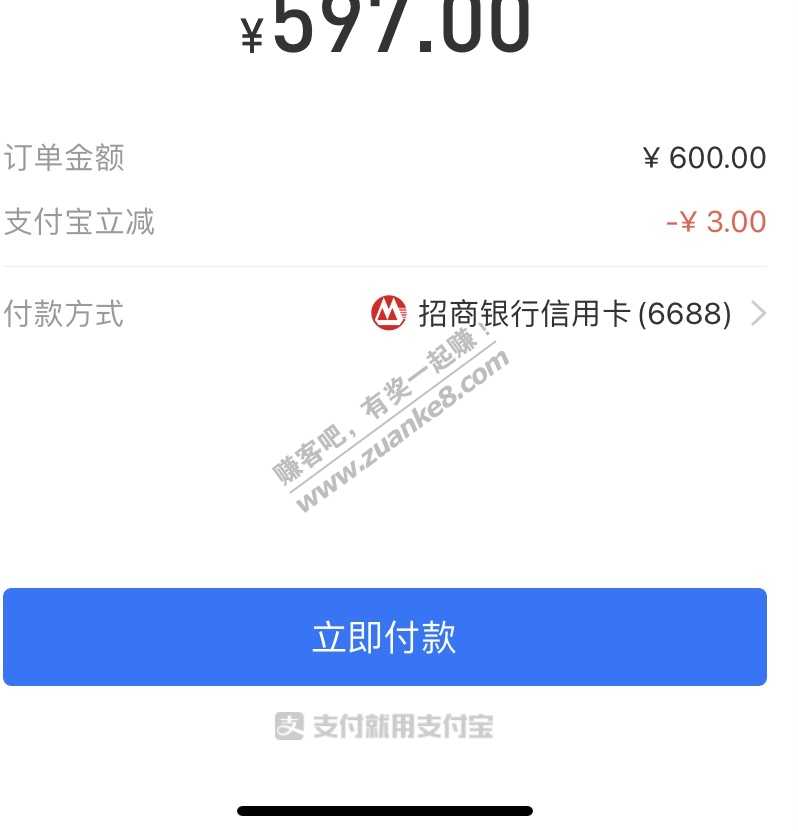 ¥597.00
订单金额 ¥ 600.00
支付宝立减 -¥ 3.00
付款方式 招商银行信用卡(6688)
赚客吧，有奖一起赚！
www.zuanke8.com
立即付款
支 支付就用支付宝